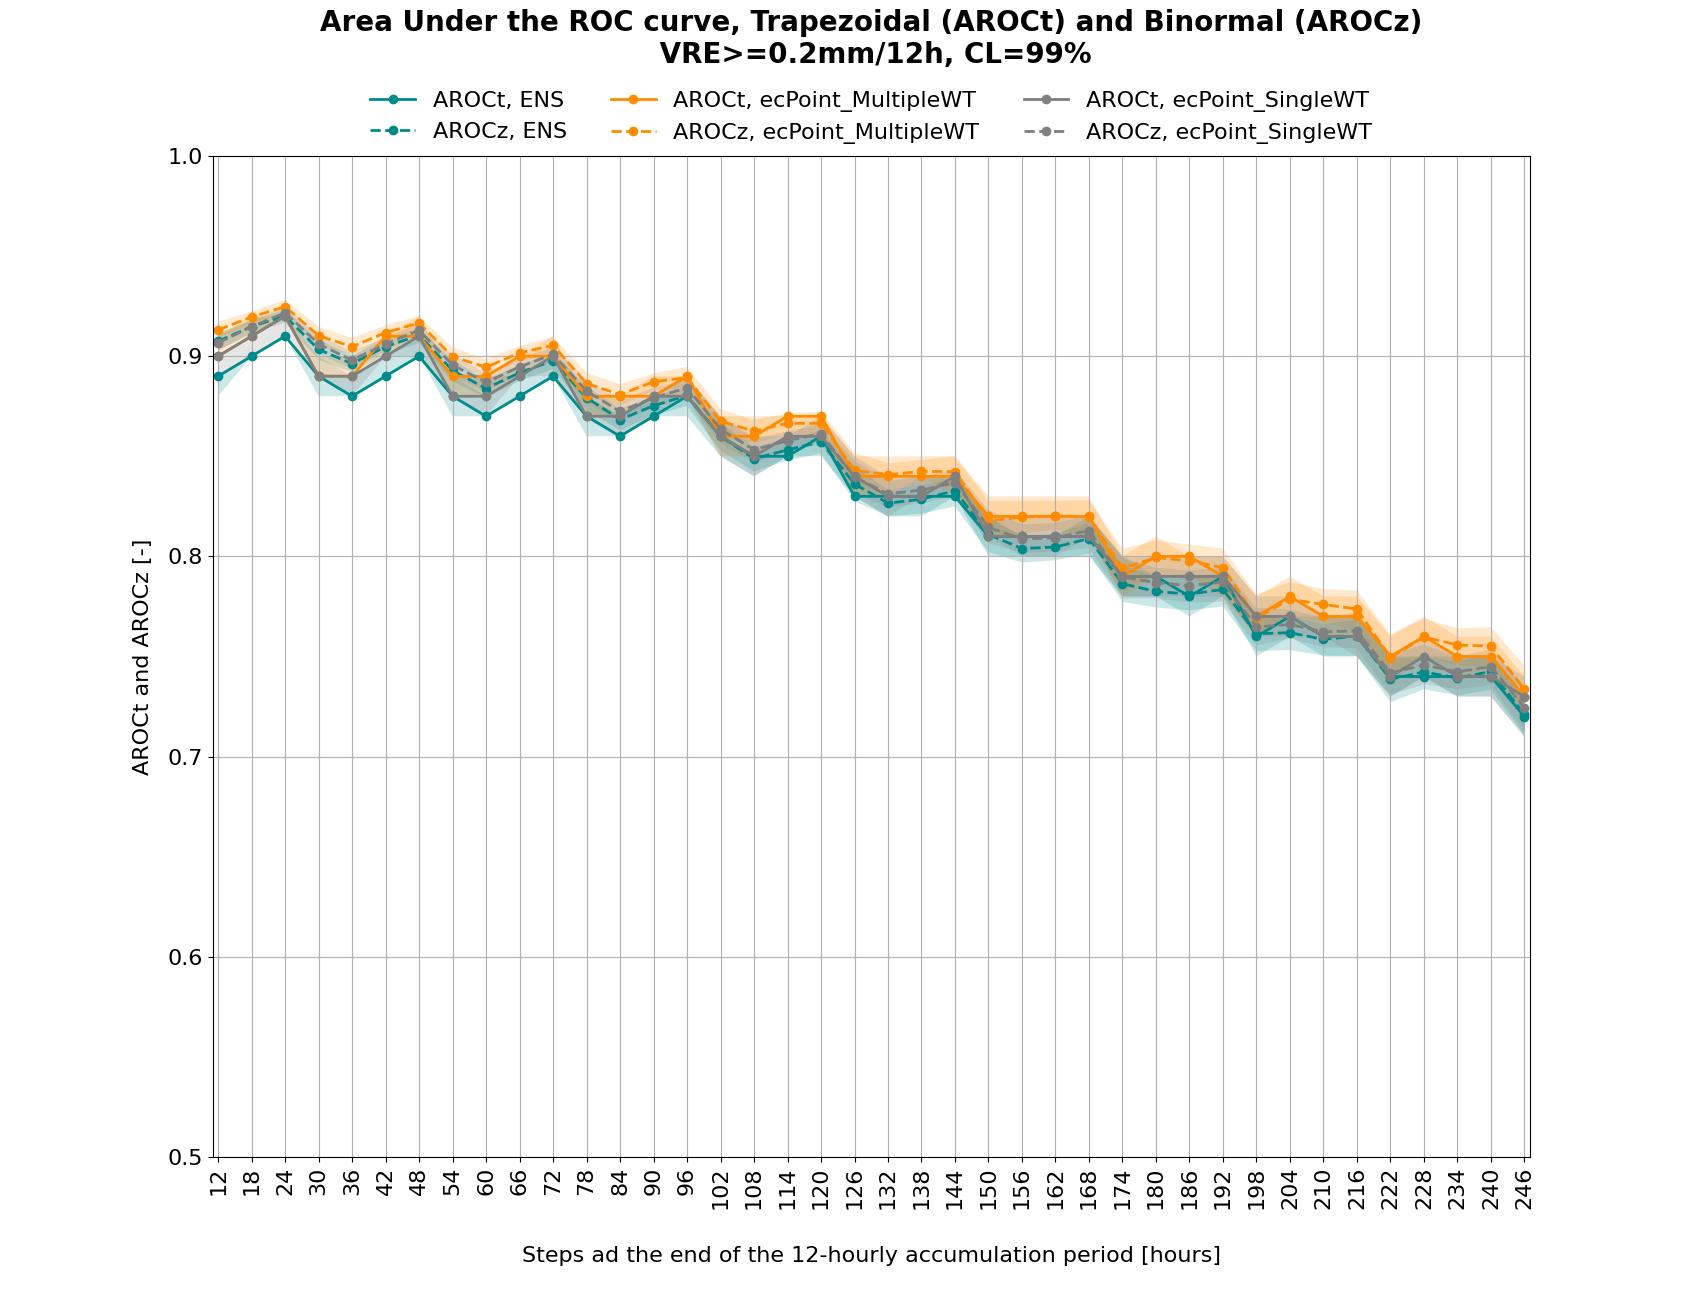 Area Under the ROC curve, Trapezoidal (AROCt) and Binormal (AROCz)
VRE>=0.2mm/12h, CL=99%
AROCt, ENS
AROCz, ENS
AROCt, ecPoint_MultipleWT
AROCz, ecPoint_MultipleWT
AROCt, ecPoint_SingleWT
AROCz, ecPoint_SingleWT
AROCt and AROCz [-]
1.0
0.9
0.8
0.7
0.6
0.5
12 18 24 30 36 42 48 54 60 66 72 78 84 90 96 102 108 114 120 126 132 138 144 150 156 162 168 174 180 186 192 198 204 210 216 222 228 234 240 246
Steps ad the end of the 12-hourly accumulation period [hours]